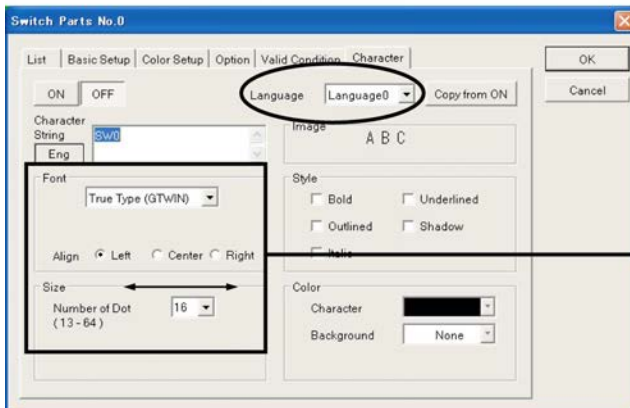 Switch Parts No.0
List Basic Setup Color Setup Option Valid Condition Character
OK
ON OFF Language Language0 Copy from ON
Cancel
Character
String SW0
Eng
Image
A B C
Font
True Type (GTWIN)
Align Left Center Right
Style
Bold Underlined
Outlined Shadow
Italic
Size
Number of Dot 16
(13-64)
Color
Character
Background None